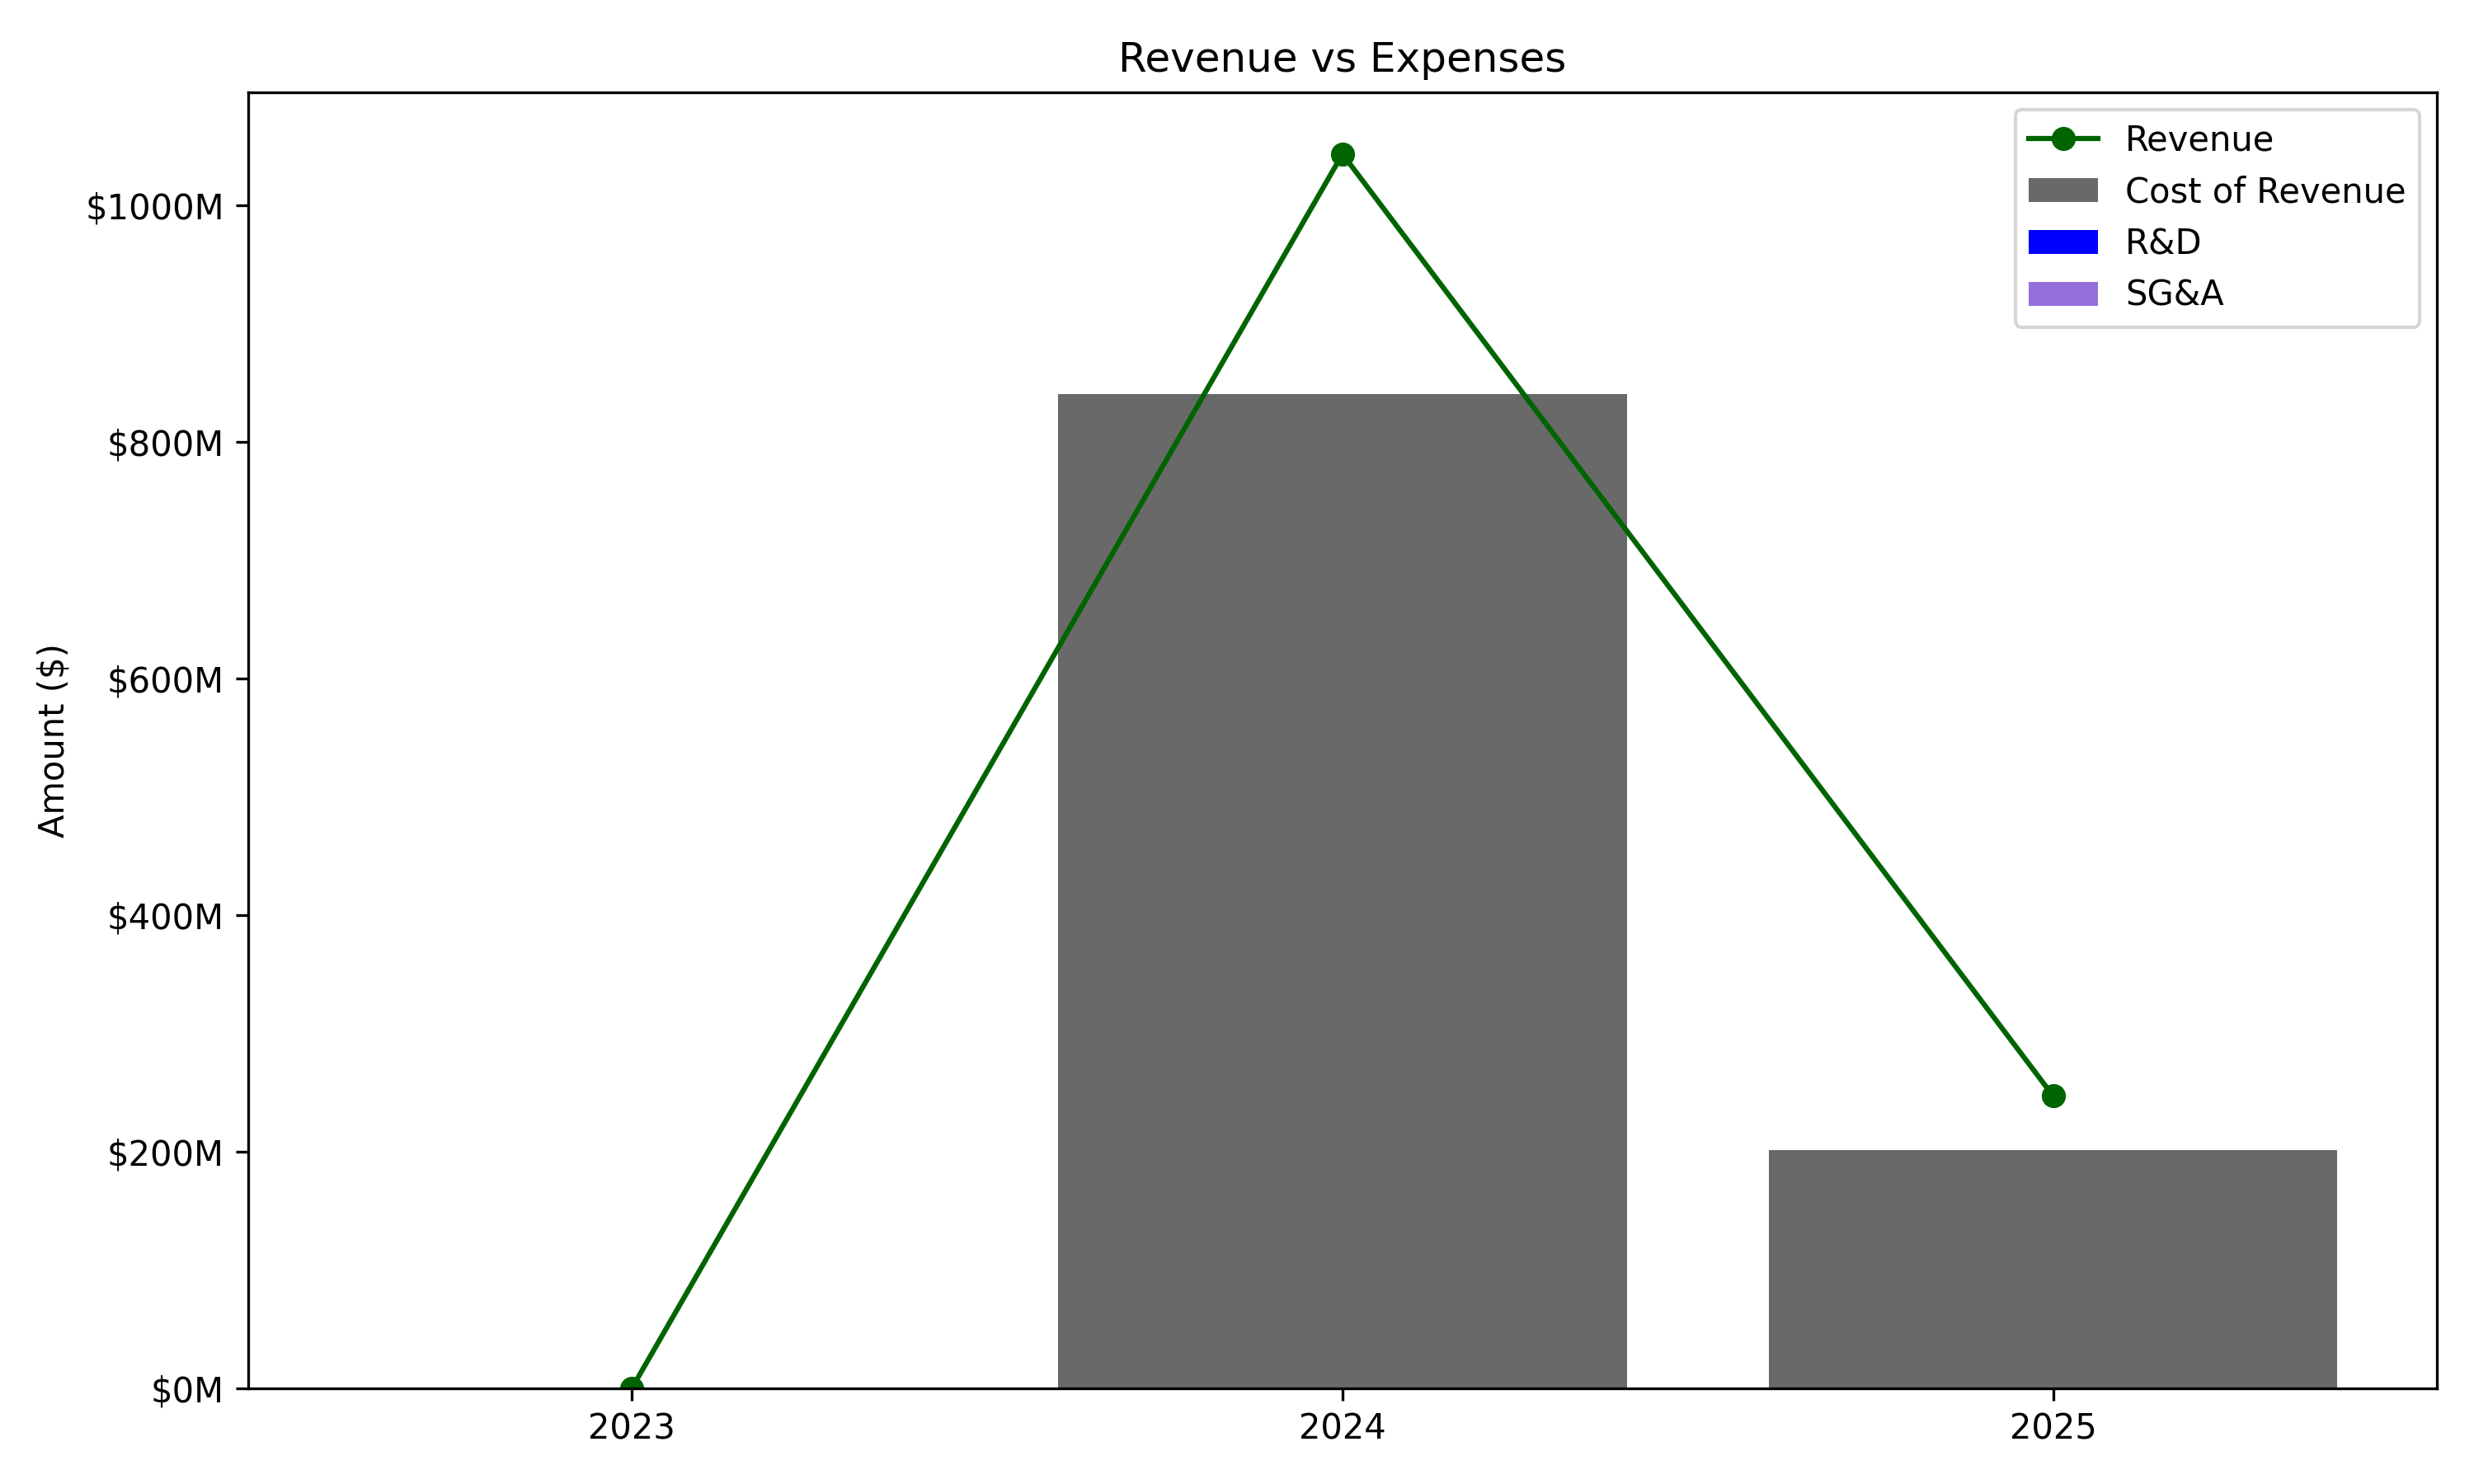 Revenue vs Expenses
Revenue
Cost of Revenue
R&D
SG&A
Amount ($)
$1000M
$800M
$600M
$400M
$200M
$0M
2023
2024
2025